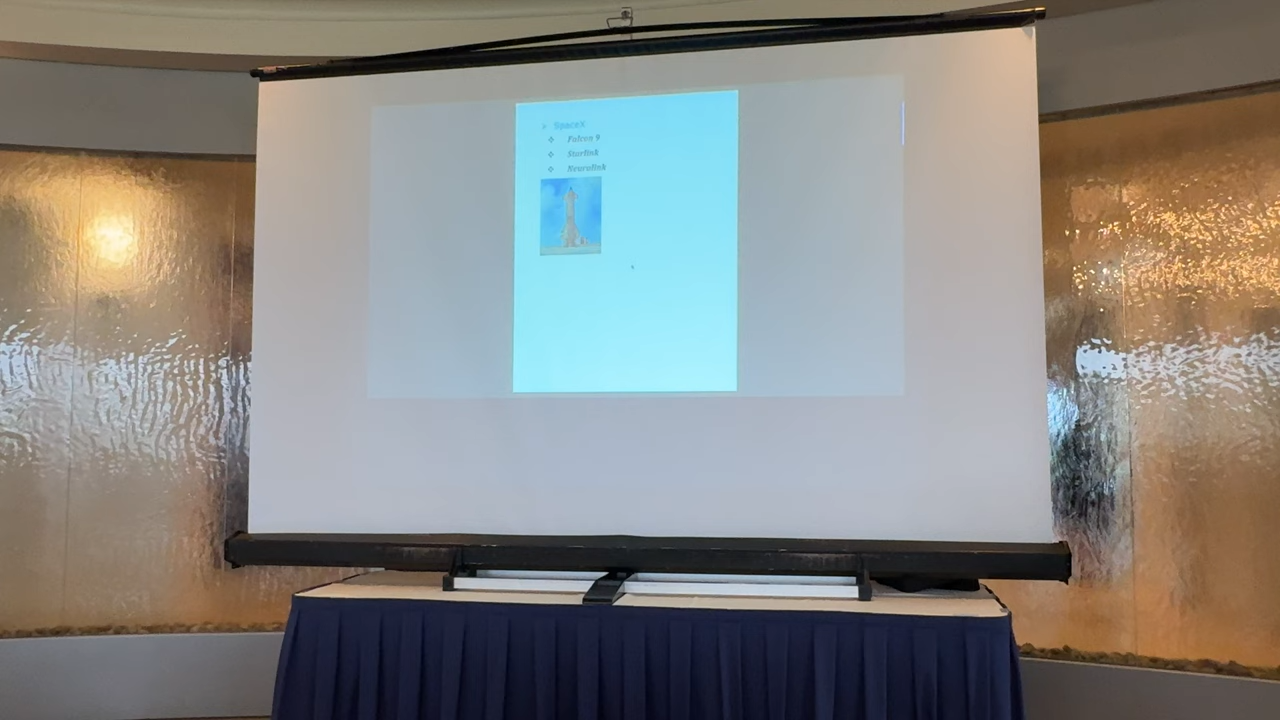 ➢ SpaceX
❖ Falcon 9
❖ Starlink
❖ Neuralink